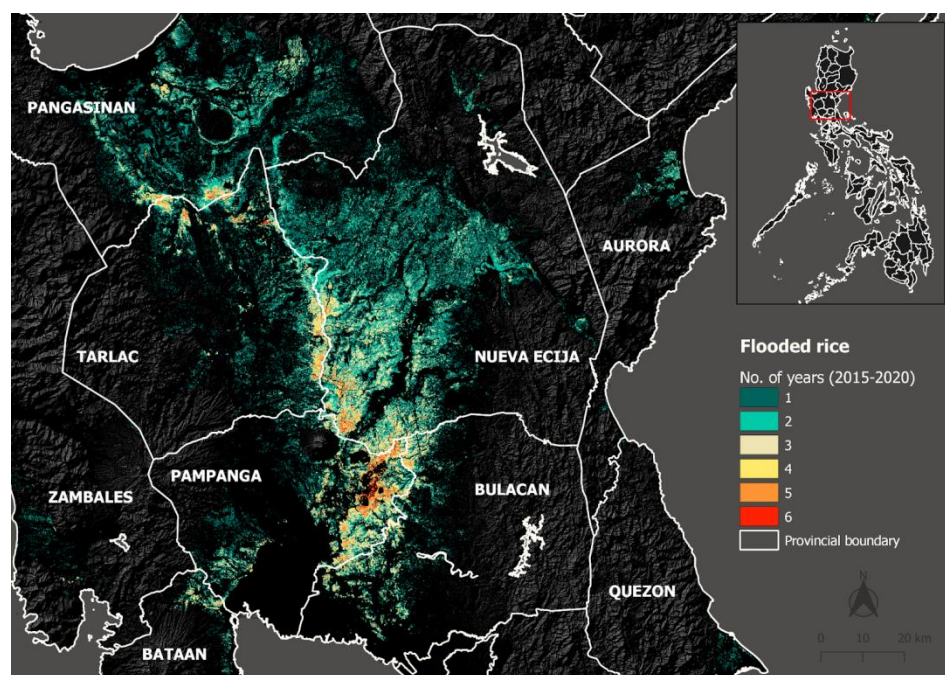 PANGASINAN
AURORA
TARLAC
NUEVA ECIJA
PAMPANGA
ZAMBALES
BULACAN
QUEZON
BATAAN
Flooded rice
No. of years (2015-2020)
1
2
3
4
5
6
Provincial boundary
N
0 10 20 km